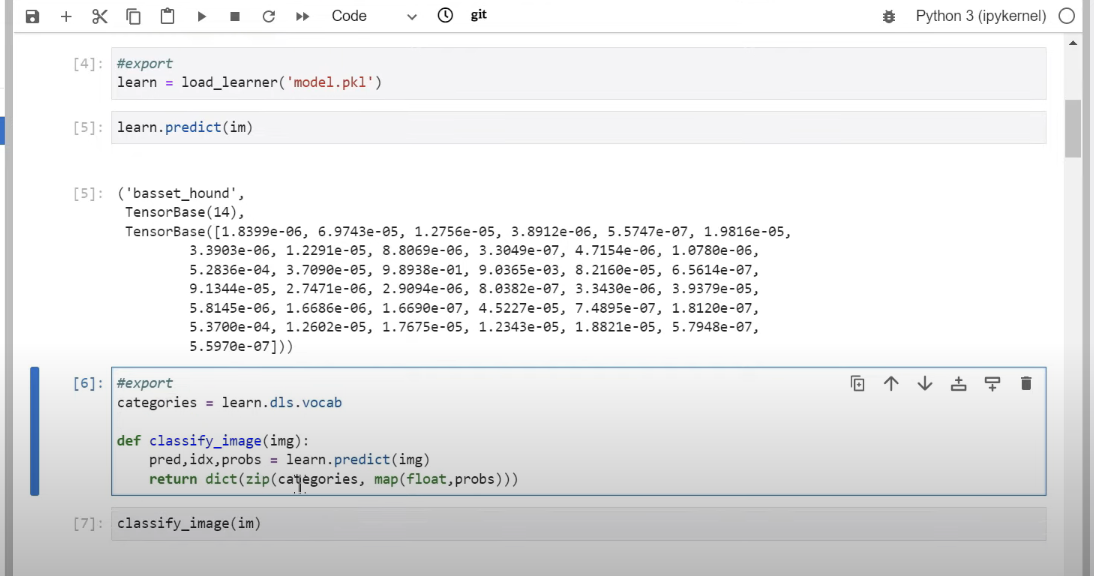 Code git Python 3 (ipykernel)
[4]: #export
learn = load_learner('model.pkl')
[5]: learn.predict(im)
[5]: ('basset_hound',
TensorBase(14),
TensorBase([1.8399e-06, 6.9743e-05, 1.2756e-05, 3.8912e-06, 5.5747e-07, 1.9816e-05,
3.3903e-06, 1.2291e-05, 8.8069e-06, 3.3049e-07, 4.7154e-06, 1.0780e-06,
5.2836e-04, 3.7090e-05, 9.8938e-01, 9.0365e-03, 8.2160e-05, 6.5614e-07,
9.1344e-05, 2.7471e-06, 2.9094e-06, 8.0382e-07, 3.3430e-06, 3.9379e-05,
5.8145e-06, 1.6686e-06, 1.6690e-07, 4.5227e-05, 7.4895e-07, 1.8120e-07,
5.3700e-04, 1.2602e-05, 1.7675e-05, 1.2343e-05, 1.8821e-05, 5.7948e-07,
5.5970e-07]))
[6]: #export
categories = learn.dls.vocab
def classify_image(img):
pred,idx,probs = learn.predict(img)
return dict(zip(categories, map(float,probs)))
[7]: classify_image(im)